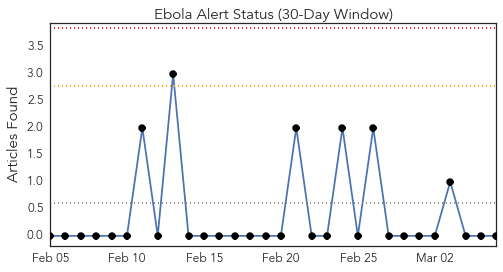 Ebola Alert Status (30-Day Window)
Articles Found
3.5
3.0
2.5
2.0
1.5
1.0
0.5
0.0
Feb 05
Feb 10
Feb 15
Feb 20
Feb 25
Mar 02